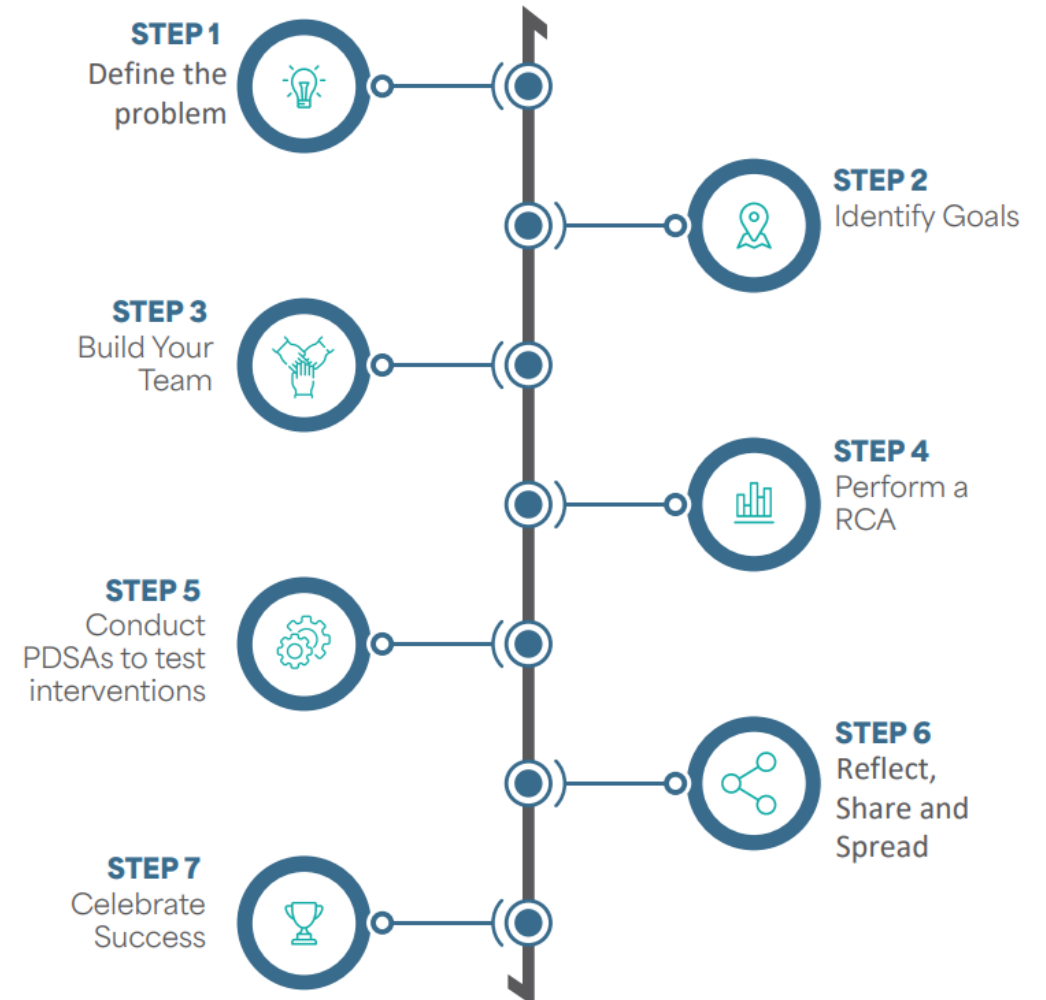 STEP 1
Define the
problem
STEP 2
Identify Goals
STEP 3
Build Your
Team
STEP 4
Perform a
RCA
STEP 5
Conduct
PDSAs to test
interventions
STEP 6
Reflect,
Share and
Spread
STEP 7
Celebrate
Success